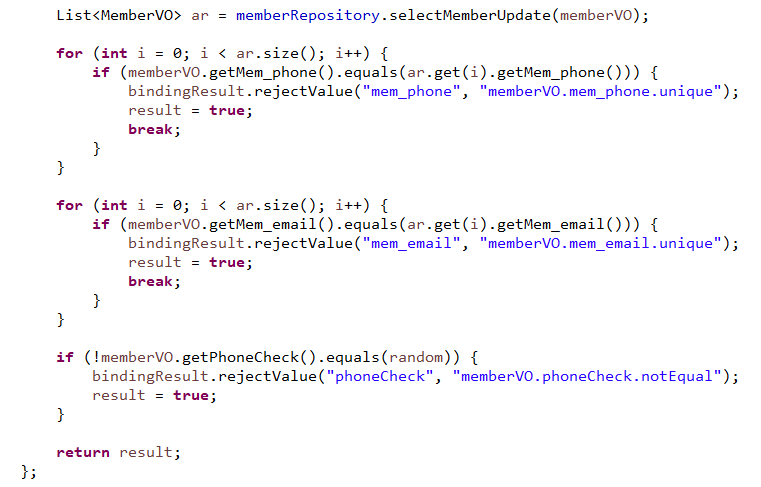 List<MemberVO> ar = memberRepository.selectMemberUpdate(memberVO);
for (int i = 0; i < ar.size(); i++) {
if (memberVO.getMem_phone().equals(ar.get(i).getMem_phone())) {
bindingResult.rejectValue("mem_phone", "memberVO.mem_phone.unique");
result = true;
break;
}
}
for (int i = 0; i < ar.size(); i++) {
if (memberVO.getMem_email().equals(ar.get(i).getMem_email())) {
bindingResult.rejectValue("mem_email", "memberVO.mem_email.unique");
result = true;
break;
}
}
if (!memberVO.getPhoneCheck().equals(random)) {
bindingResult.rejectValue("phoneCheck", "memberVO.phoneCheck.notEqual");
result = true;
}
return result;
};